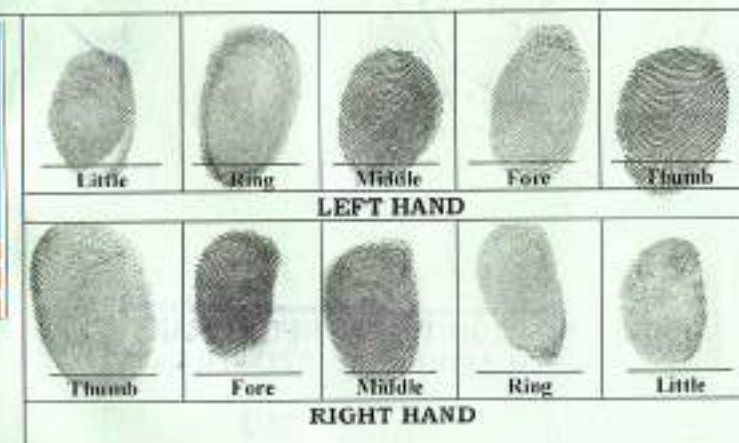 Little Ring Middle Fore Thumb
LEFT HAND
Thumb Fore Middle Ring Little
RIGHT HAND